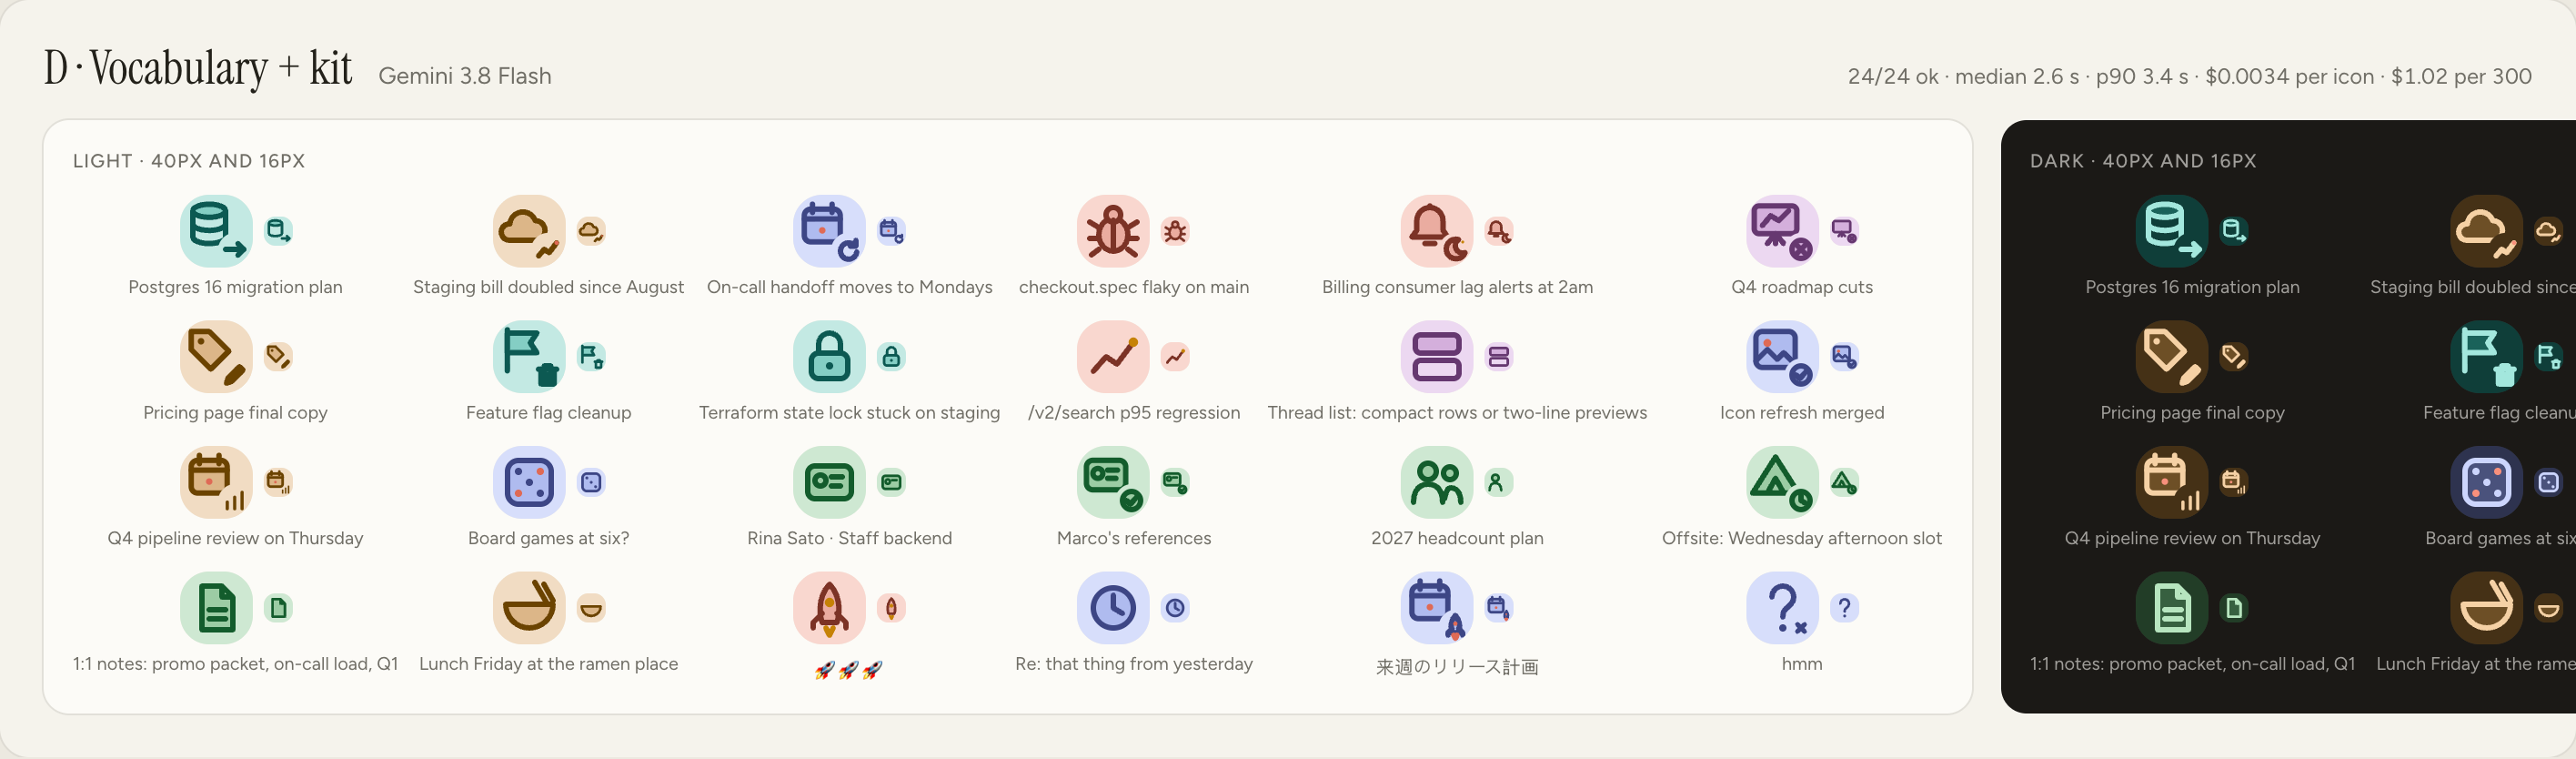 D · Vocabulary + kit Gemini 3.8 Flash 24/24 ok · median 2.6 s · p90 3.4 s · $0.0034 per icon · $1.02 per 300
LIGHT · 40PX AND 16PX
Postgres 16 migration plan
Staging bill doubled since August
On-call handoff moves to Mondays
checkout.spec flaky on main
Billing consumer lag alerts at 2am
Q4 roadmap cuts
Pricing page final copy
Feature flag cleanup
Terraform state lock stuck on staging
/v2/search p95 regression
Thread list: compact rows or two-line previews
Icon refresh merged
Q4 pipeline review on Thursday
Board games at six?
Rina Sato · Staff backend
Marco's references
2027 headcount plan
Offsite: Wednesday afternoon slot
1:1 notes: promo packet, on-call load, Q1
Lunch Friday at the ramen place
🚀🚀🚀
Re: that thing from yesterday
来週のリリース計画
hmm
DARK · 40PX AND 16PX
Postgres 16 migration plan
Staging bill doubled since
Pricing page final copy
Feature flag cleanu
Q4 pipeline review on Thursday
Board games at six
1:1 notes: promo packet, on-call load, Q1
Lunch Friday at the rame